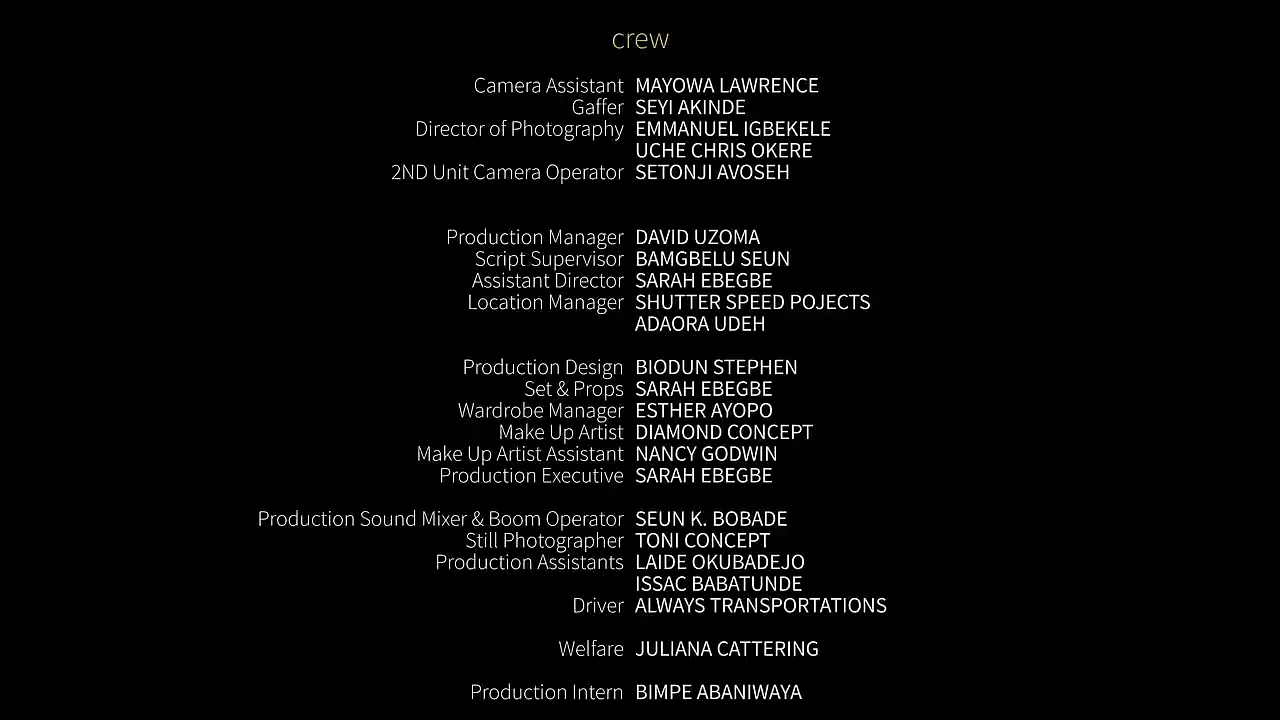 crew
Camera Assistant MAYOWA LAWRENCE
Gaffer SEYI AKINDE
Director of Photography EMMANUEL IGBEKELE
UCHE CHRIS OKERE
2ND Unit Camera Operator SETONJI AVOSEH
Production Manager DAVID UZOMA
Script Supervisor BAMGBELU SEUN
Assistant Director SARAH EBEGBE
Location Manager SHUTTER SPEED POJECTS
ADAORA UDEH
Production Design BIODUN STEPHEN
Set & Props SARAH EBEGBE
Wardrobe Manager ESTHER AYOPO
Make Up Artist DIAMOND CONCEPT
Make Up Artist Assistant NANCY GODWIN
Production Executive SARAH EBEGBE
Production Sound Mixer & Boom Operator SEUN K. BOBADE
Still Photographer TONI CONCEPT
Production Assistants LAIDE OKUBADEJO
ISSAC BABATUNDE
Driver ALWAYS TRANSPORTATIONS
Welfare JULIANA CATTERING
Production Intern BIMPE ABANIWAYA